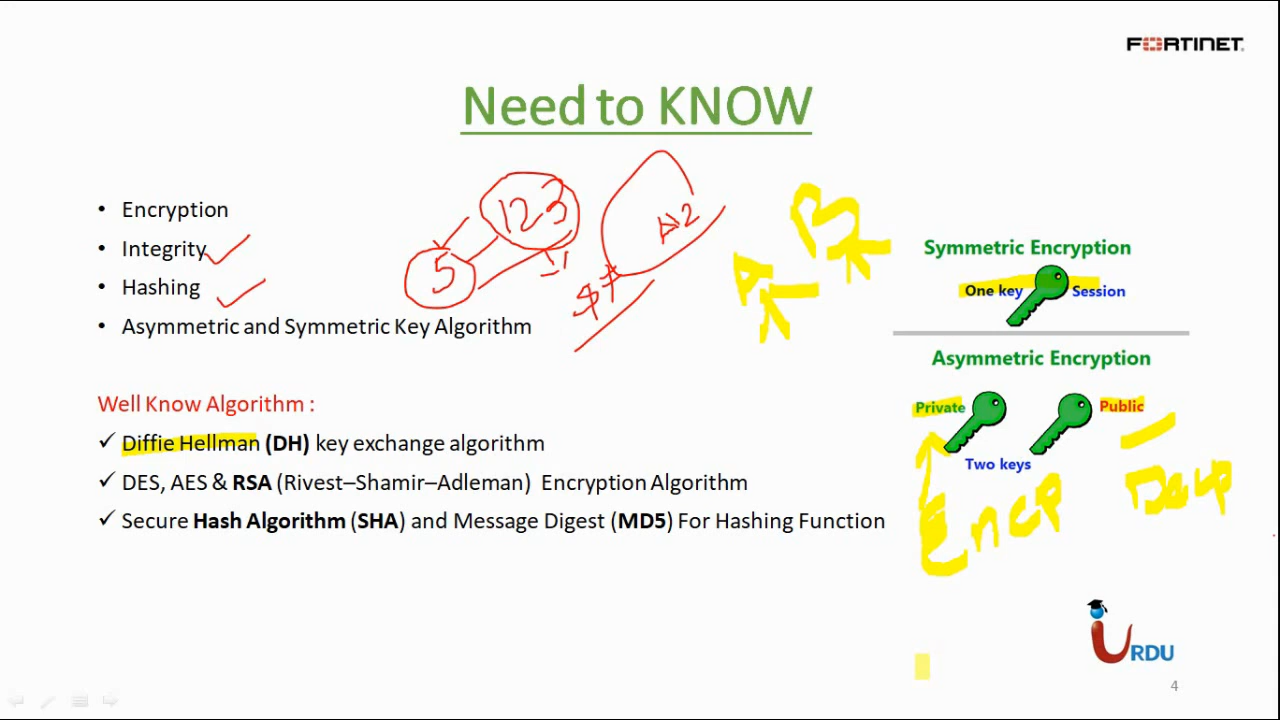 FORTINET
Need to KNOW
• Encryption
• Integrity
• Hashing
• Asymmetric and Symmetric Key Algorithm
123
5
A12
Symmetric Encryption
One key Session
Asymmetric Encryption
Private Public
Two keys
Encp
Well Know Algorithm :
✓ Diffie Hellman (DH) key exchange algorithm
✓ DES, AES & RSA (Rivest–Shamir–Adleman) Encryption Algorithm
✓ Secure Hash Algorithm (SHA) and Message Digest (MD5) For Hashing Function
URDU
4